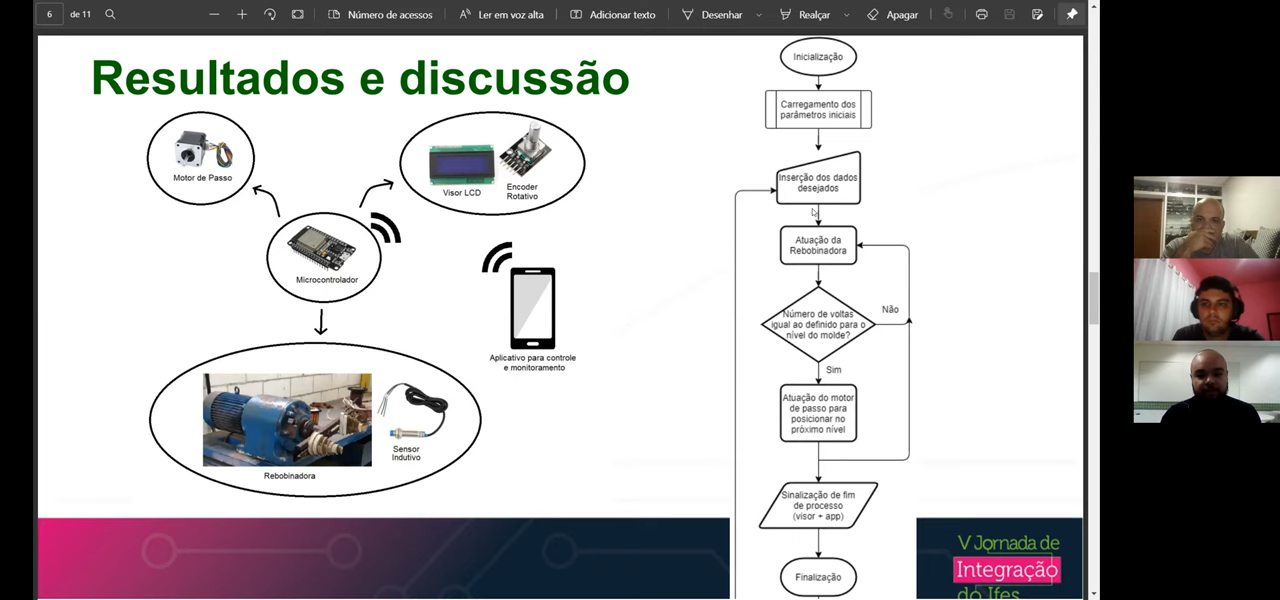 6
de 11
Número de acessos
Ler em voz alta
Adicionar texto
Desenhar
Realçar
Apagar
Resultados e discussão
Motor de Passo
Visor LCD
Encoder
Rotativo
Microcontrolador
Aplicativo para controle
e monitoramento
Sensor
Indutivo
Rebobinadora
Inicialização
Carregamento dos
parâmetros iniciais
Inserção dos dados
desejados
Atuação da
Rebobinadora
Número de voltas
igual ao definido para o
nível do molde?
Não
Sim
Atuação do motor
de passo para
posicionar no
próximo nível
Sinalização de fim
de processo
(visor + app)
Finalização
V Jornada de
Integração
do Ifes